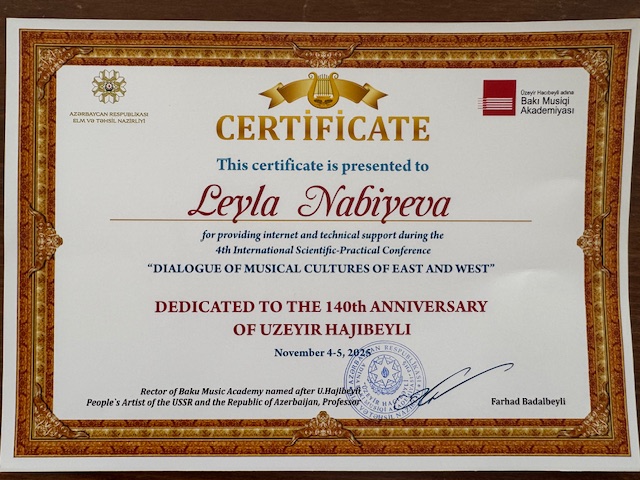 AZƏRBAYCAN RESPUBLİKASI
ELM VƏ TƏHSİL NAZİRLİYİ
Üzeyir Hacıbəyli adına
Bakı Musiqi
Akademiyası
CERTİFİCATE
This certificate is presented to
Leyla Nabiyeva
for providing internet and technical support during the
4th International Scientific-Practical Conference
“DIALOGUE OF MUSICAL CULTURES OF EAST AND WEST”
DEDICATED TO THE 140th ANNIVERSARY
OF UZEYIR HAJIBEYLI
November 4-5, 2025
Rector of Baku Music Academy named after U.Hajibeyli,
People`s Artist of the USSR and the Republic of Azerbaijan, Professor
Farhad Badalbeyli